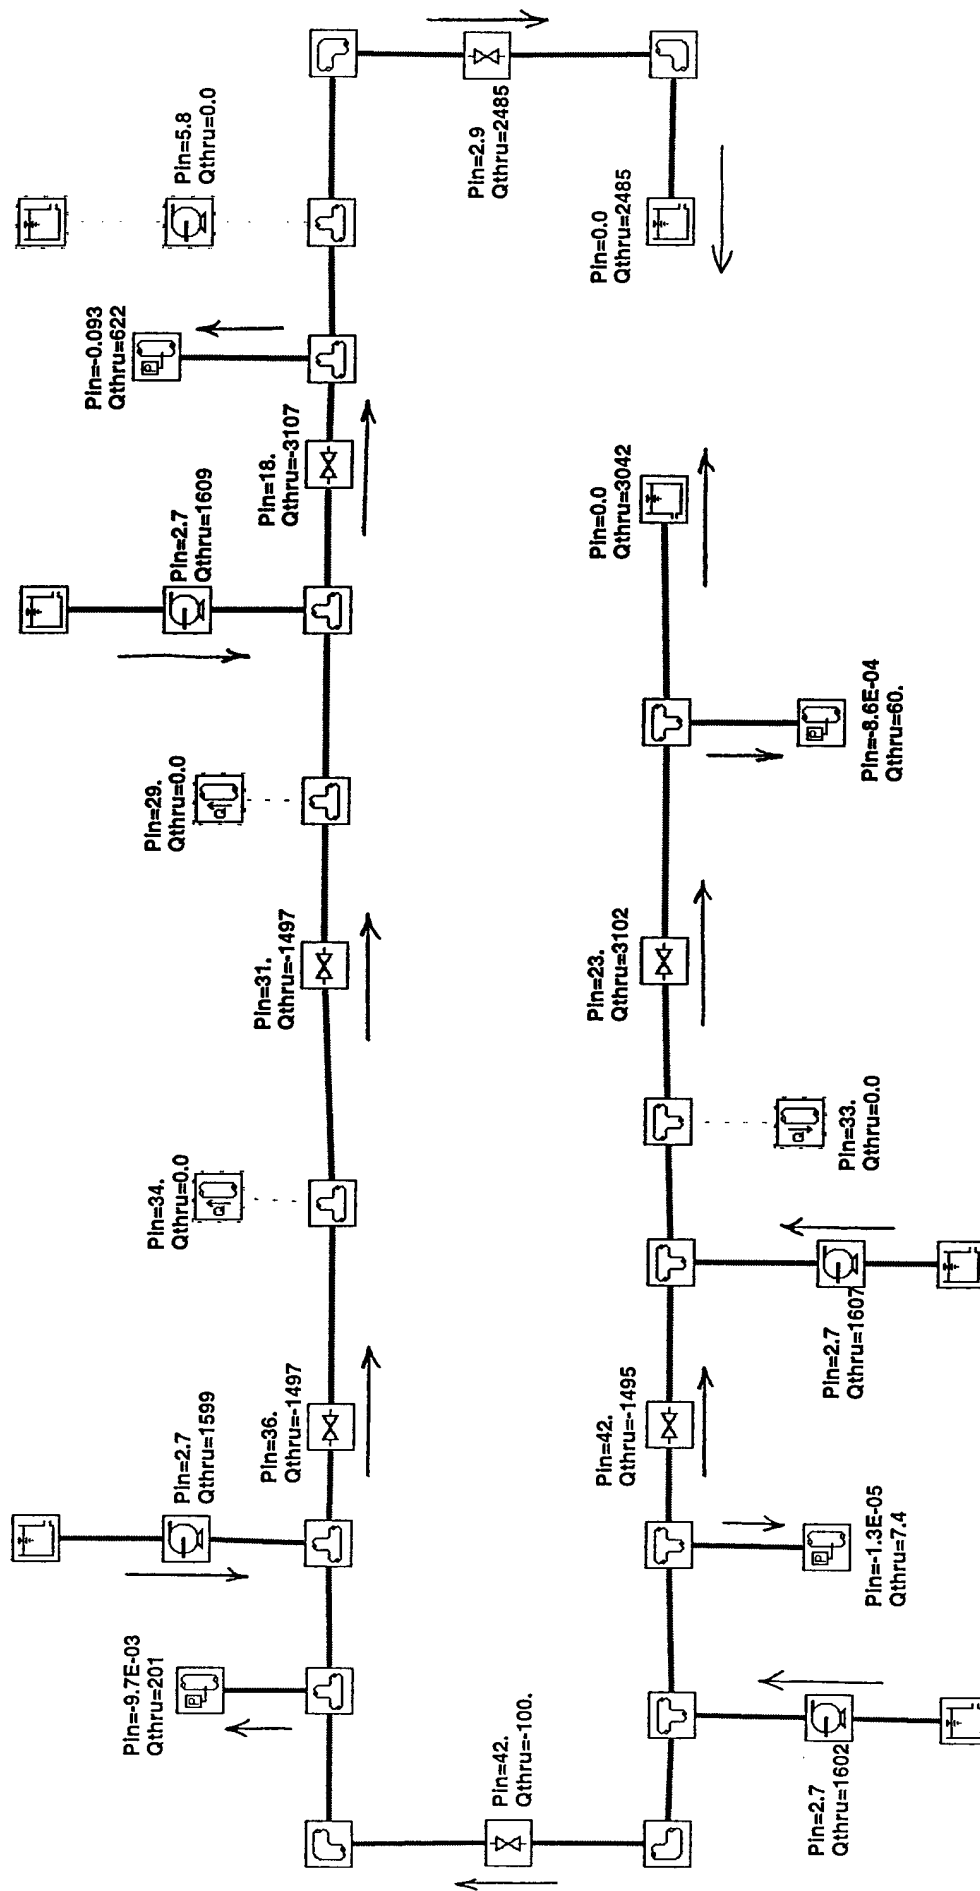 Pin=2.7
Qthru=1599
Pin=-9.7E-03
Qthru=201
Pin=36.
Qthru=-1497
Pin=34.
Qthru=0.0
Pin=31.
Qthru=-1497
Pin=29.
Qthru=0.0
Pin=2.7
Qthru=1609
Pin=18.
Qthru=-3107
Pin=-0.093
Qthru=622
Pin=5.8
Qthru=0.0
Pin=2.9
Qthru=2485
Pin=0.0
Qthru=2485
Pin=42.
Qthru=-100.
Pin=42.
Qthru=-1495
Pin=23.
Qthru=3102
Pin=0.0
Qthru=3042
Pin=2.7
Qthru=1602
Pin=-1.3E-05
Qthru=7.4
Pin=2.7
Qthru=1607
Pin=33.
Qthru=0.0
Pin=-8.6E-04
Qthru=60.
P
P
P
P
Q
Q
Q